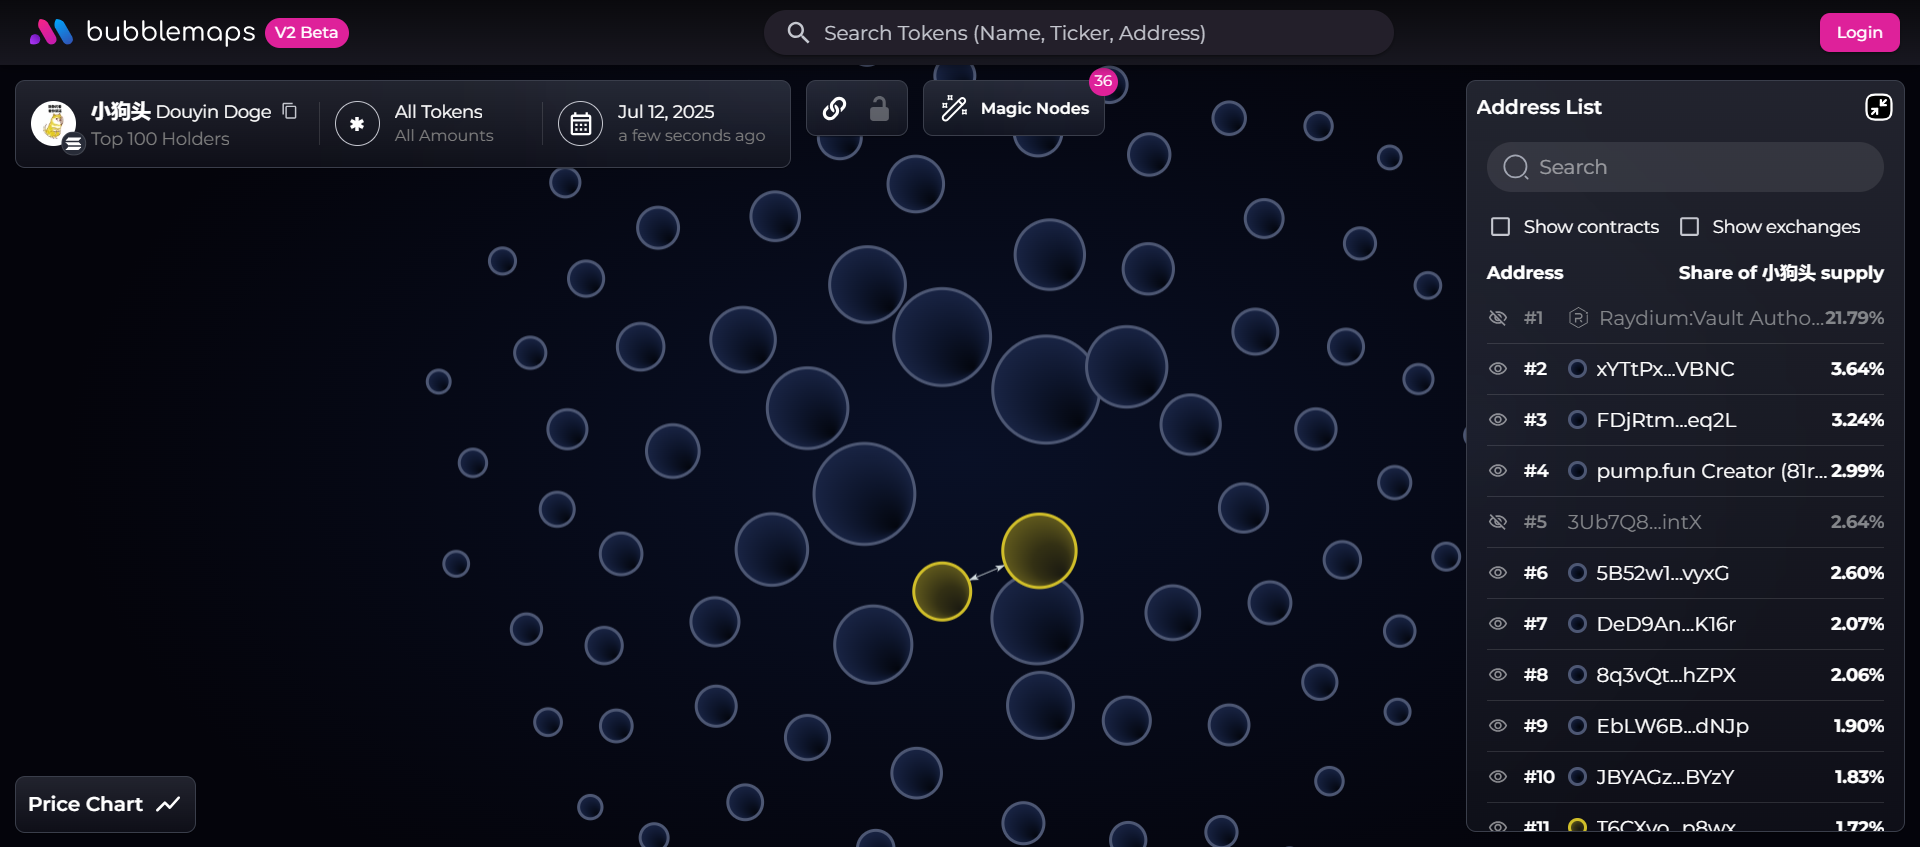 bubblemaps V2 Beta
Search Tokens (Name, Ticker, Address)
Login
小狗头 Douyin Doge
Top 100 Holders
All Tokens
All Amounts
Jul 12, 2025
a few seconds ago
Magic Nodes
36
Address List
Search
Show contracts
Show exchanges
Address Share of 小狗头 supply
#1 Raydium:Vault Autho... 21.79%
#2 xYTtPx...VBNC 3.64%
#3 FDjRtm...eq2L 3.24%
#4 pump.fun Creator (81r... 2.99%
#5 3Ub7Q8...intX 2.64%
#6 5B52w1...vyxG 2.60%
#7 DeD9An...K16r 2.07%
#8 8q3vQt...hZPX 2.06%
#9 EbLW6B...dNJp 1.90%
#10 JBYAGz...BYzY 1.83%
#11 T6CXvo...p8wx 1.72%
Price Chart